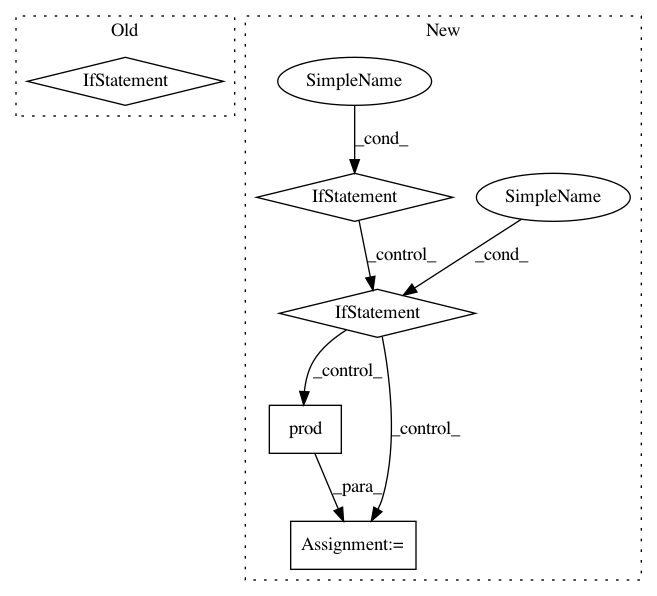 Old
New
IfStatement
SimpleName
_cond_
IfStatement
SimpleName
_control_
_cond_
IfStatement
_control_
_control_
prod
_para_
Assignment:=